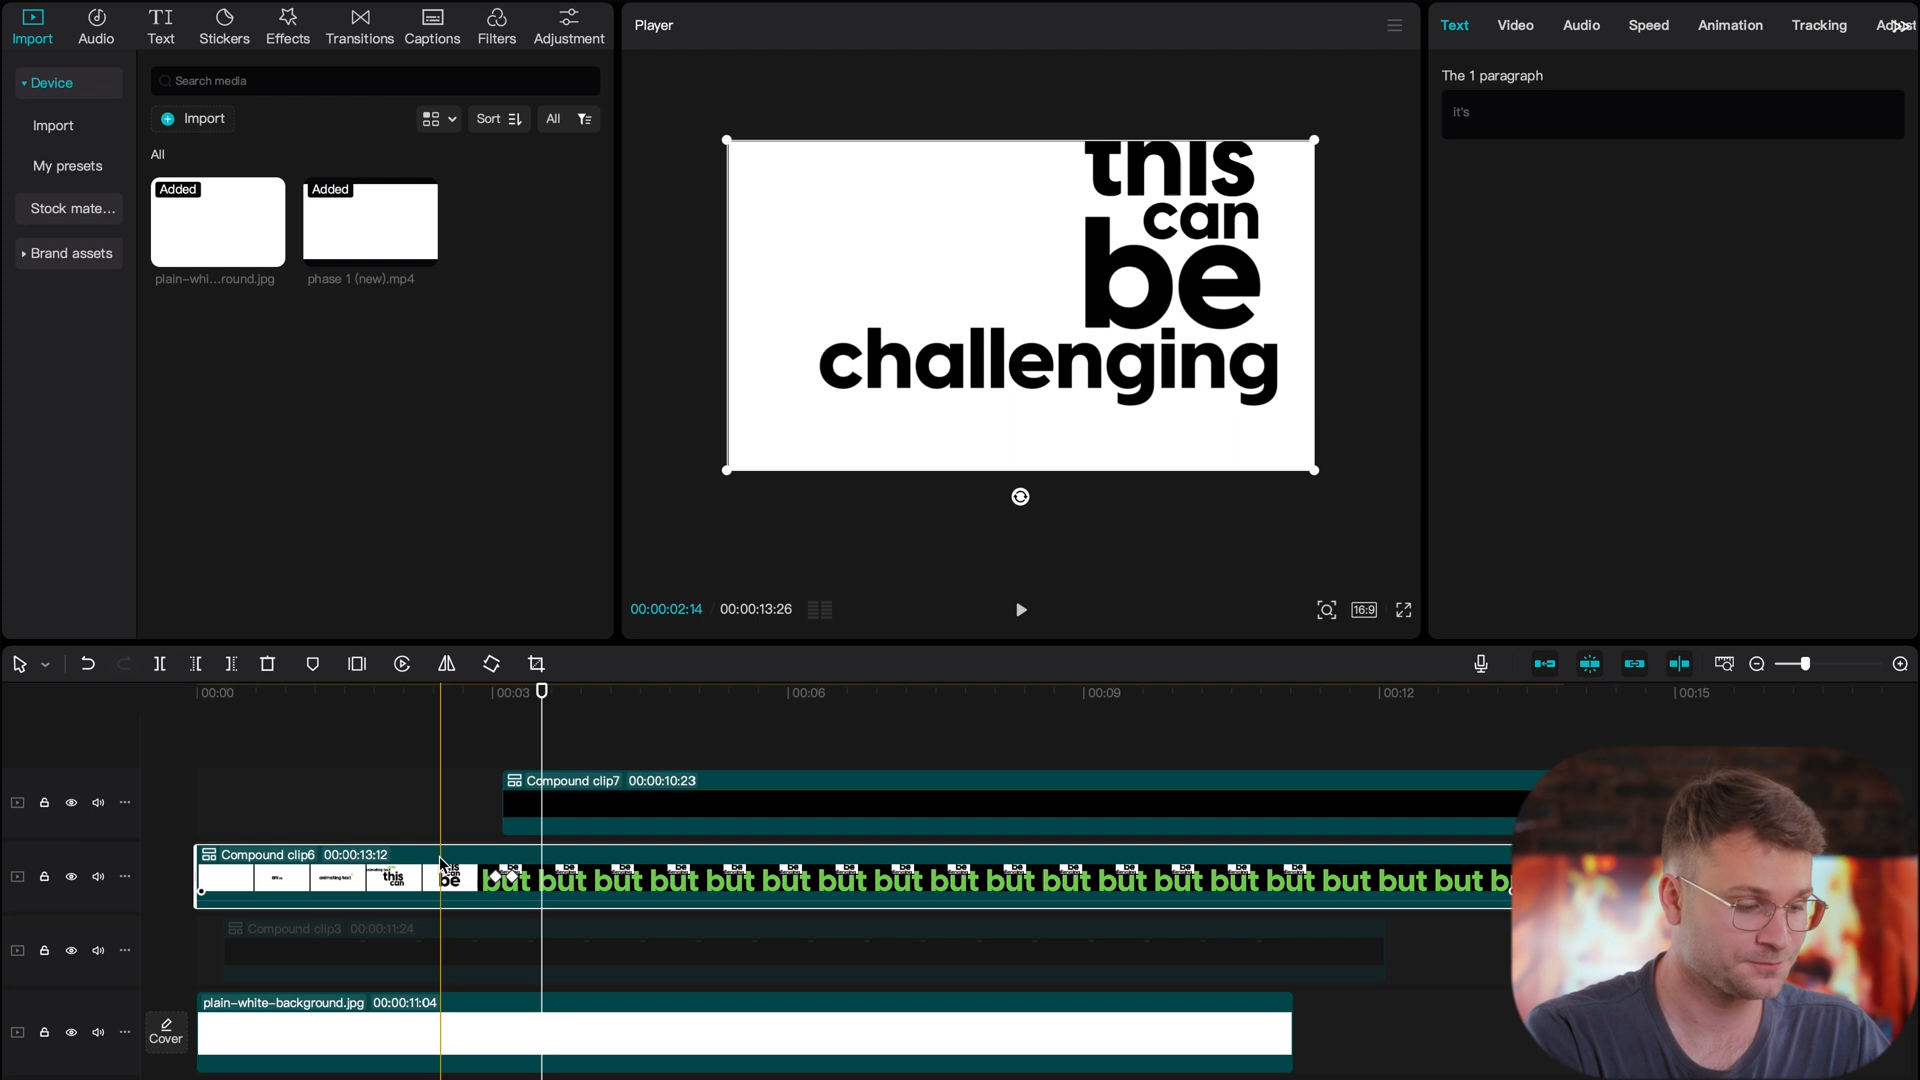 Import
Audio
Text
Stickers
Effects
Transitions
Captions
Filters
Adjustment
Device
Import
My presets
Stock mate...
Brand assets
Search media
Import
Sort
All
All
Added
Added
plain-whi...round.jpg
phase 1 (new).mp4
Player
this
can
be
challenging
00:00:02:14
00:00:13:26
16:9
Text
Video
Audio
Speed
Animation
Tracking
The 1 paragraph
it's
00:00
00:03
00:06
00:09
00:12
00:15
Compound clip7 00:00:10:23
Compound clip6 00:00:13:12
animating text
this
can
be
but but but but but but but but but but but but but but but but but but
Compound clip3 00:00:11:24
plain-white-background.jpg 00:00:11:04
Cover